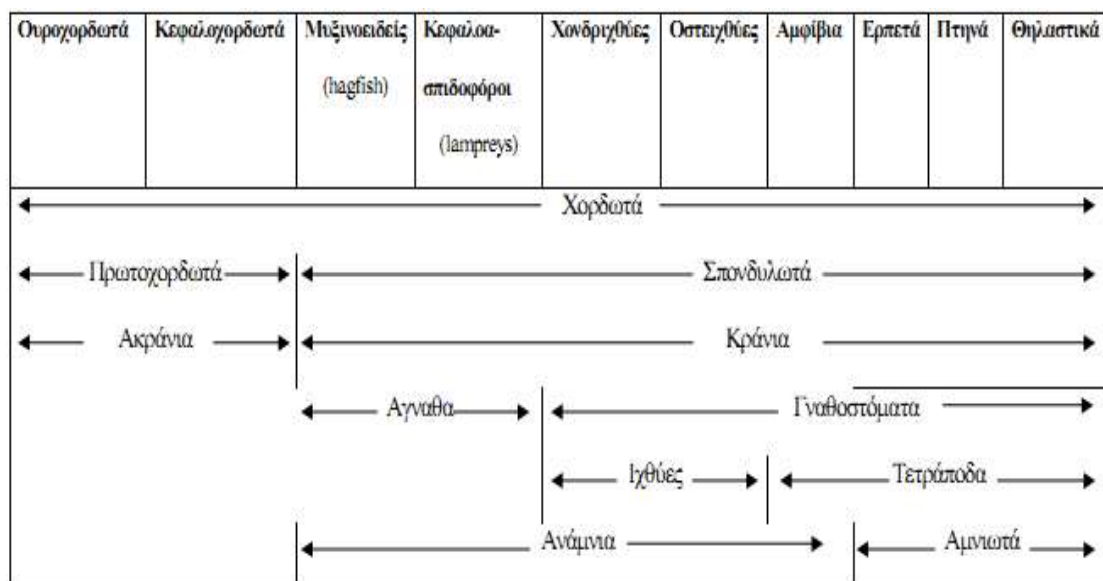 Ουροχορδωτά Κεφαλοχορδωτά Μυξινοειδείς Κεφαλοα- Χονδριχθύες Οστειχθύες Αμφίβια Ερπετά Πτηνά Θηλαστικά
(hagfish) σπιδοφόροι
(lampreys)
Χορδωτά
Πρωτοχορδωτά Σπονδυλωτά
Ακράνια Κράνια
Αγναθα Γναθοστόματα
Ιχθύες Τετράποδα
Ανάμνια Αμνιωτά